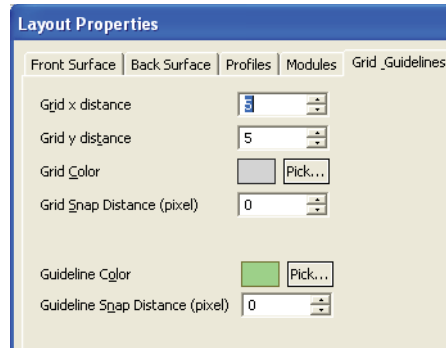 Layout Properties
Front Surface Back Surface Profiles Modules Grid _Guidelines
Grid x distance 5
Grid y distance 5
Grid Color Pick...
Grid Snap Distance (pixel) 0
Guideline Color Pick...
Guideline Snap Distance (pixel) 0